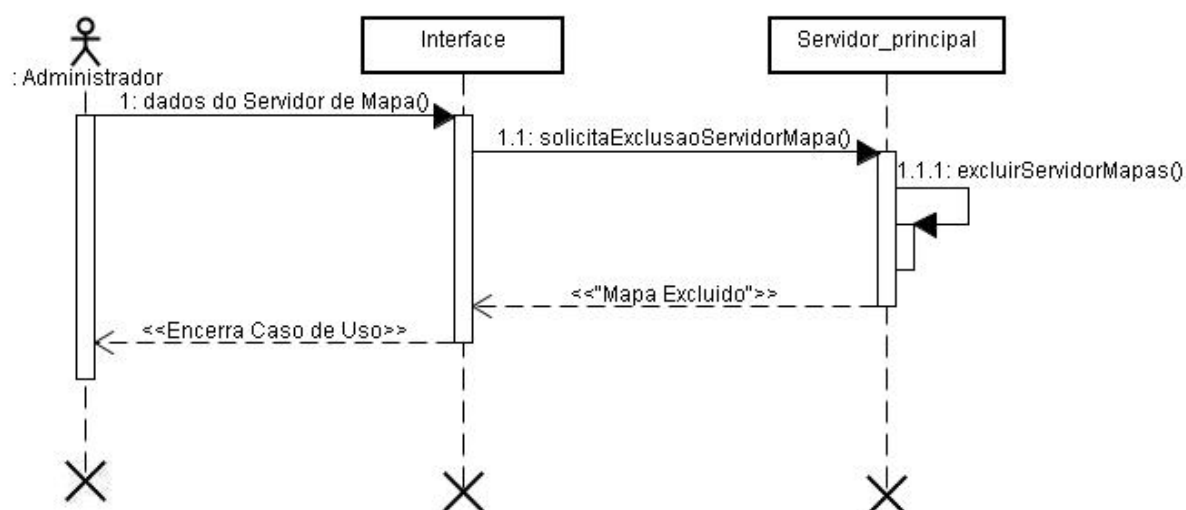 Interface
Servidor_principal
: Administrador
1: dados do Servidor de Mapa()
1.1: solicitaExclusaoServidorMapa()
1.1.1: excluirServidorMapas()
<<"Mapa Excluido">>
<<Encerra Caso de Uso>>